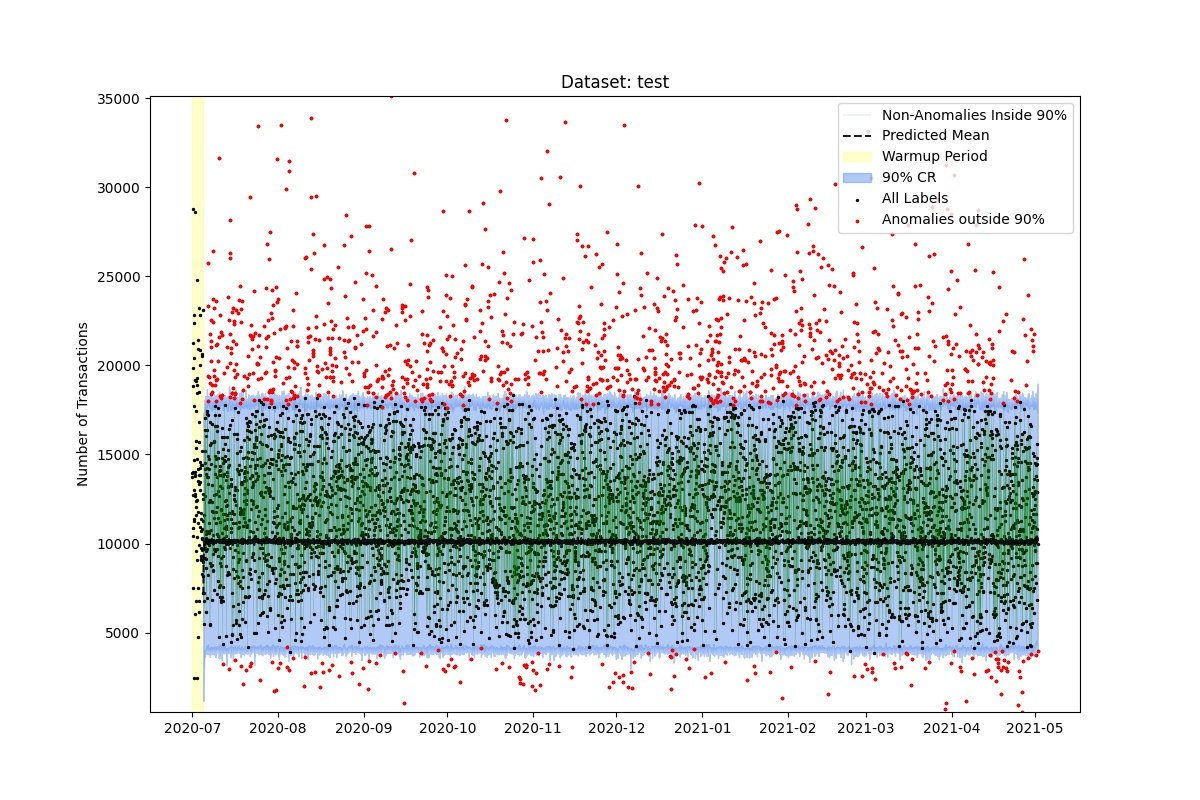 Dataset: test
35000
30000
25000
20000
15000
10000
5000
Number of Transactions
Non-Anomalies Inside 90%
Predicted Mean
Warmup Period
90% CR
All Labels
Anomalies outside 90%
2020-07
2020-08
2020-09
2020-10
2020-11
2020-12
2021-01
2021-02
2021-03
2021-04
2021-05